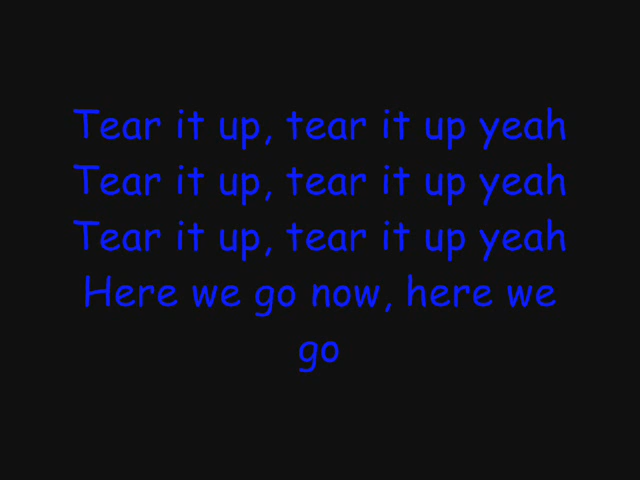 Tear it up, tear it up yeah
Tear it up, tear it up yeah
Tear it up, tear it up yeah
Here we go now, here we
go